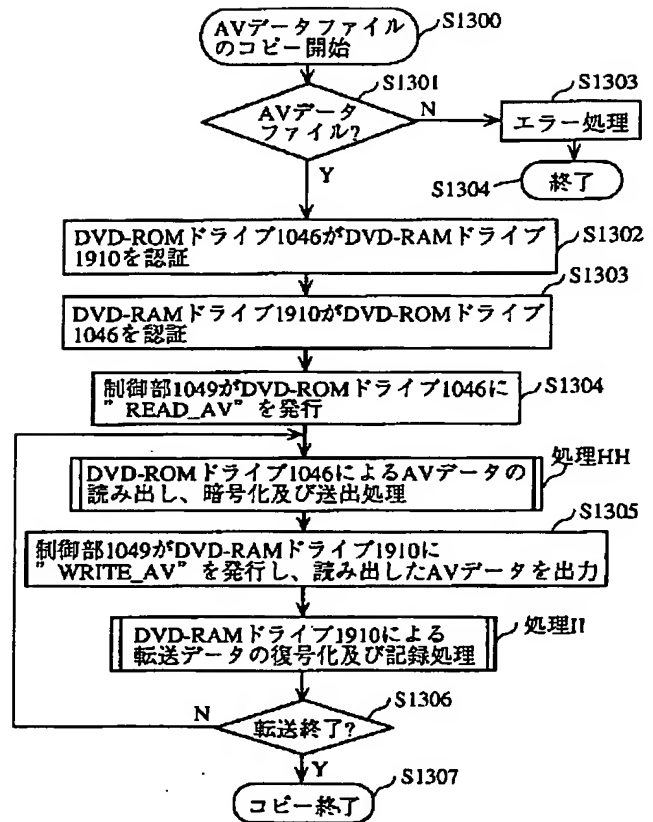 AVデータファイル
のコピー開始
S1300
S1301
AVデータ
ファイル?
N
Y
S1303
エラー処理
S1304
終了
S1302
DVD-ROMドライブ1046がDVD-RAMドライブ
1910を認証
S1303
DVD-RAMドライブ1910がDVD-ROMドライブ
1046を認証
制御部1049がDVD-ROMドライブ1046に
”READ_AV”を発行
S1304
処理HH
DVD-ROMドライブ1046によるAVデータの
読み出し、暗号化及び送出処理
S1305
制御部1049がDVD-RAMドライブ1910に
”WRITE_AV”を発行し、読み出したAVデータを出力
処理II
DVD-RAMドライブ1910による
転送データの復号化及び記録処理
S1306
N
転送終了?
Y
S1307
コピー終了